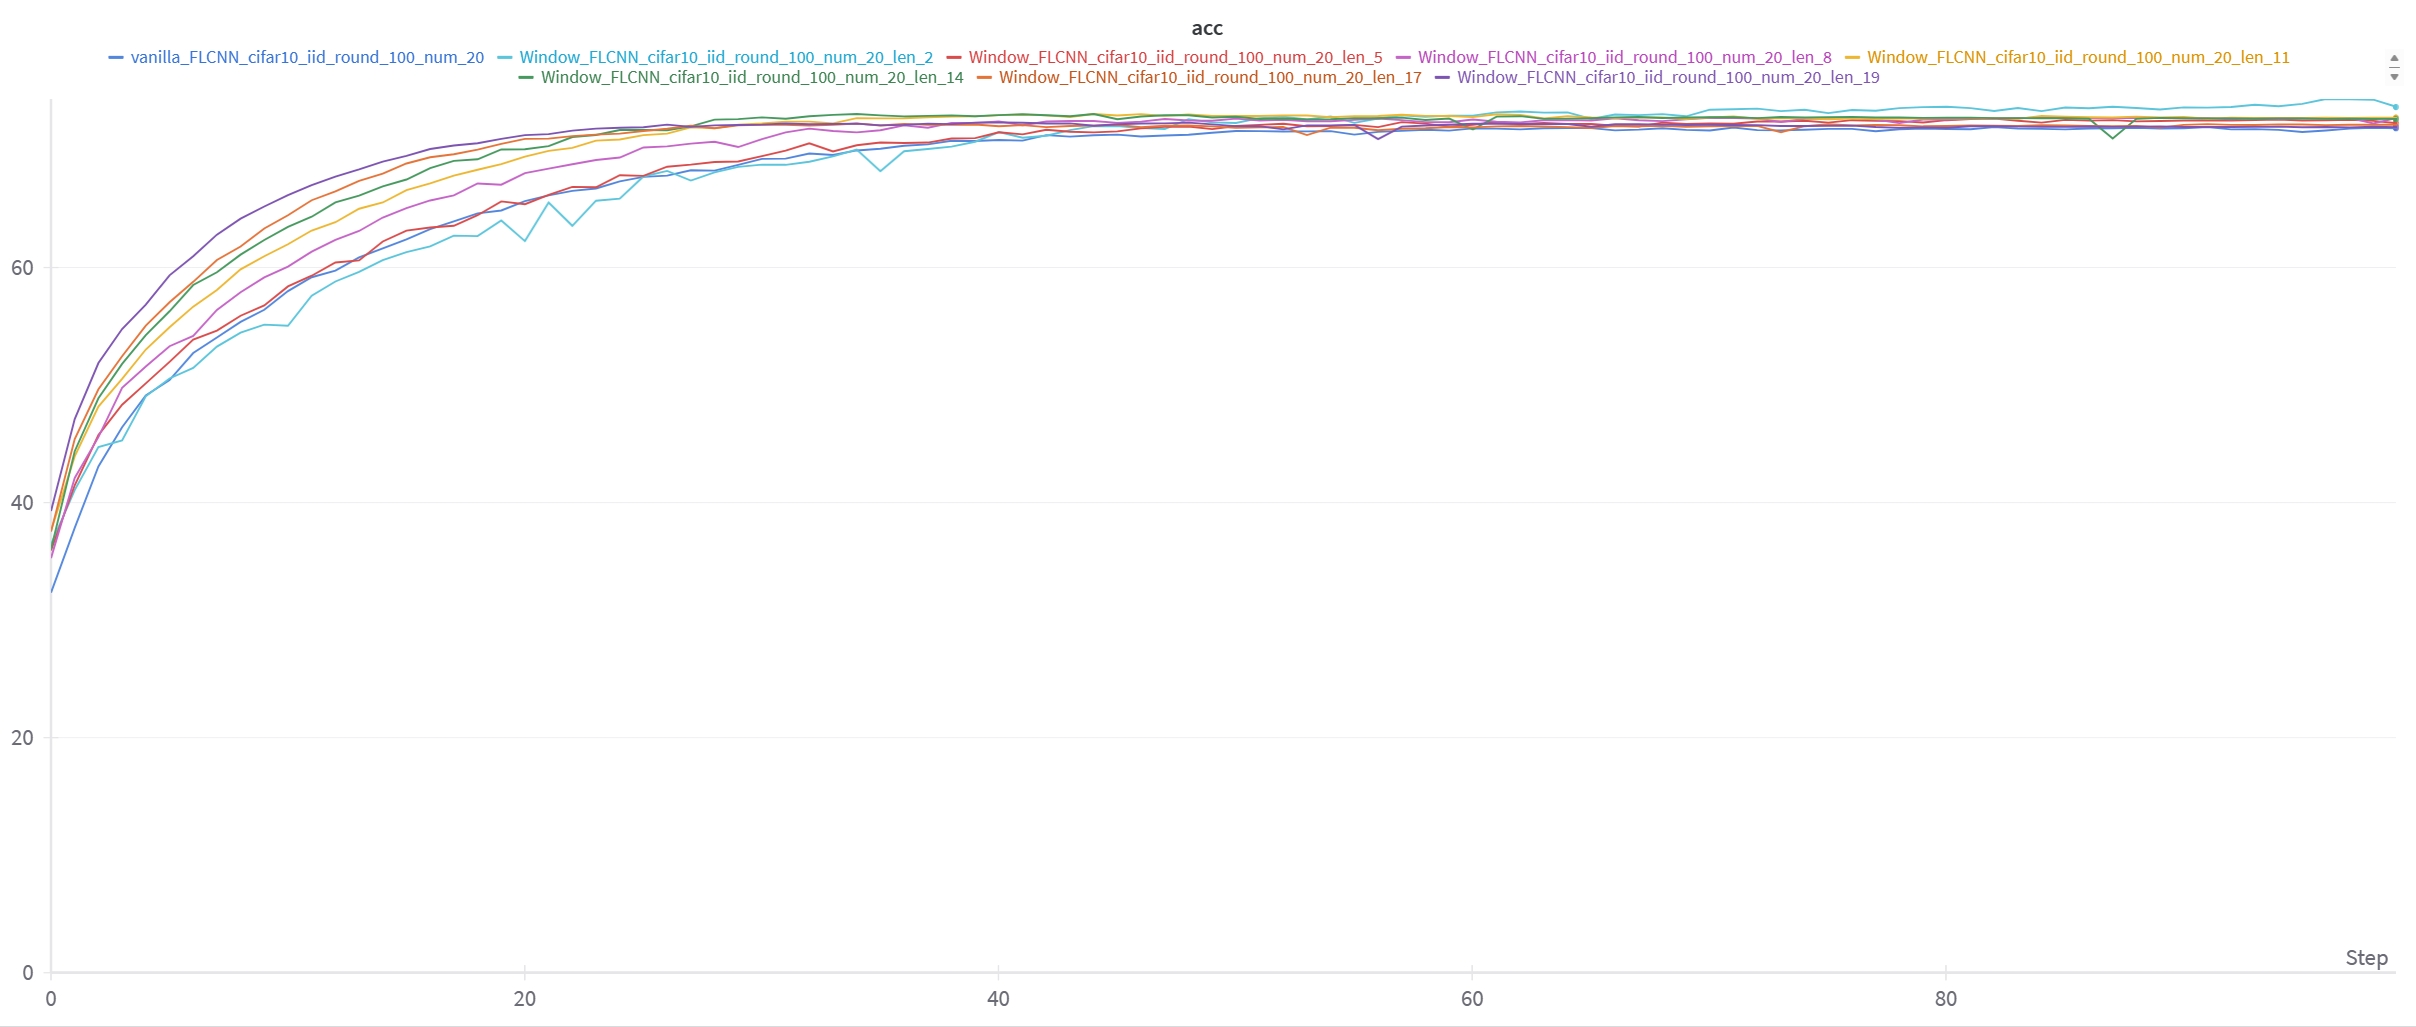 acc
vanilla_FLCNN_cifar10_iid_round_100_num_20 Window_FLCNN_cifar10_iid_round_100_num_20_len_2 Window_FLCNN_cifar10_iid_round_100_num_20_len_5 Window_FLCNN_cifar10_iid_round_100_num_20_len_8 Window_FLCNN_cifar10_iid_round_100_num_20_len_11
Window_FLCNN_cifar10_iid_round_100_num_20_len_14 Window_FLCNN_cifar10_iid_round_100_num_20_len_17 Window_FLCNN_cifar10_iid_round_100_num_20_len_19
60
40
20
Step
0
0 20 40 60 80